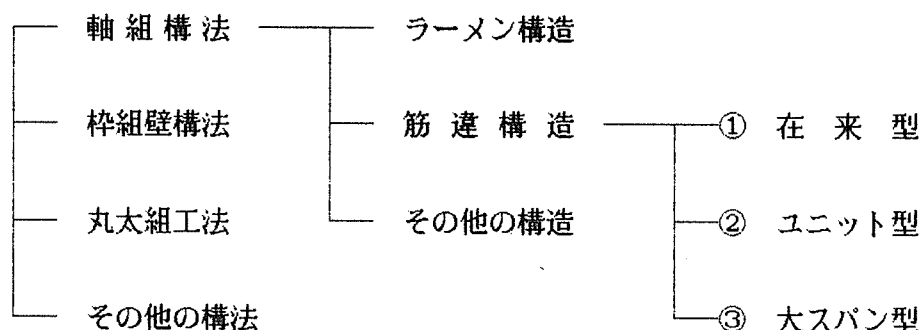 軸組構法 ラーメン構造
枠組壁構法 筋違構造 ① 在来型
丸太組工法 その他の構造 ② ユニット型
その他の構法 ③ 大スパン型